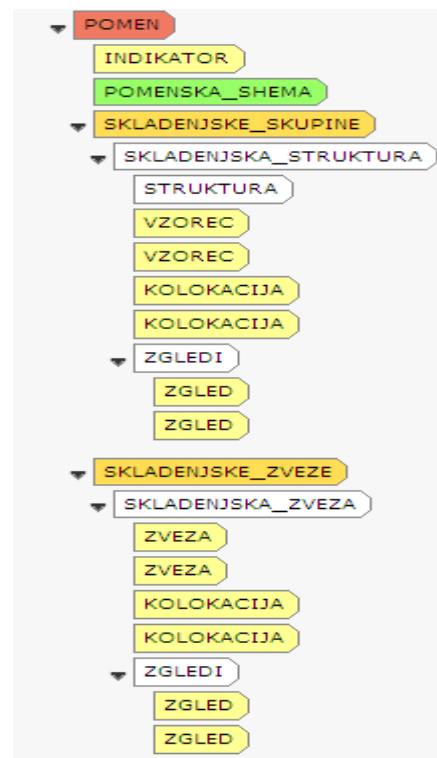 POMEN
INDIKATOR
POMENSKA_SHEMA
SKLADENJSKE_SKUPINE
SKLADENJSKA_STRUKTURA
STRUKTURA
VZOREC
VZOREC
KOLOKACIJA
KOLOKACIJA
ZGLEDI
ZGLED
ZGLED
SKLADENJSKE_ZVEZE
SKLADENJSKA_ZVEZA
ZVEZA
ZVEZA
KOLOKACIJA
KOLOKACIJA
ZGLEDI
ZGLED
ZGLED